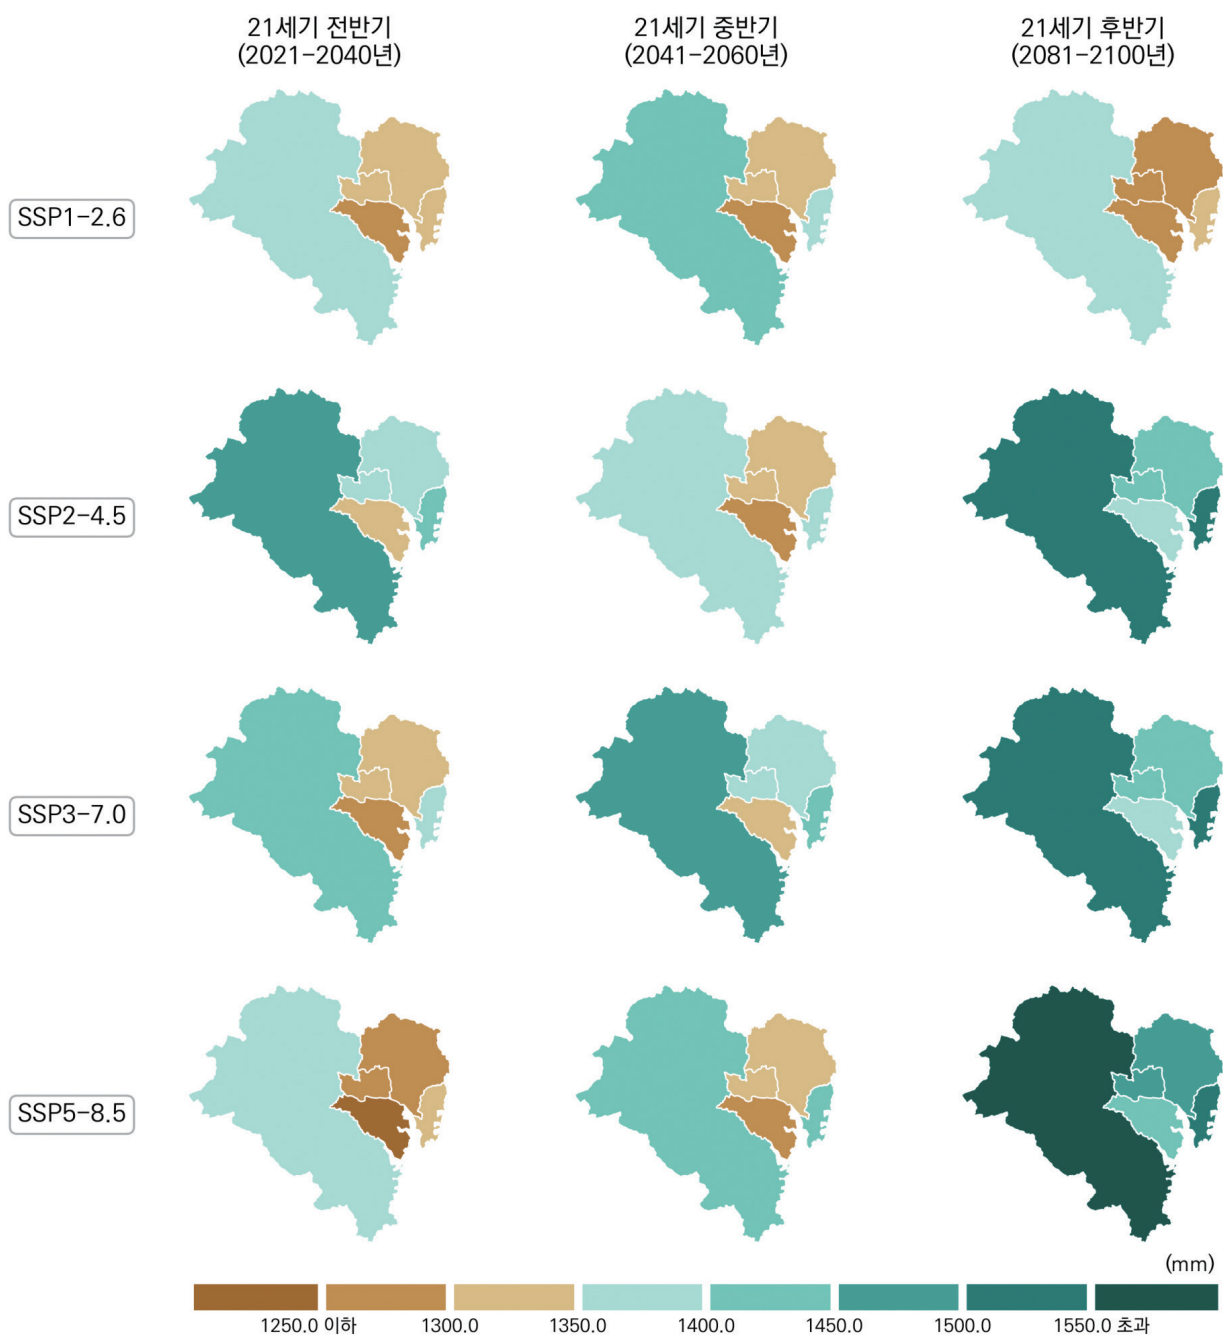 21세기 전반기
(2021-2040년)
21세기 중반기
(2041-2060년)
21세기 후반기
(2081-2100년)
SSP1-2.6
SSP2-4.5
SSP3-7.0
SSP5-8.5
(mm)
1250.0 이하 1300.0 1350.0 1400.0 1450.0 1500.0 1550.0 초과